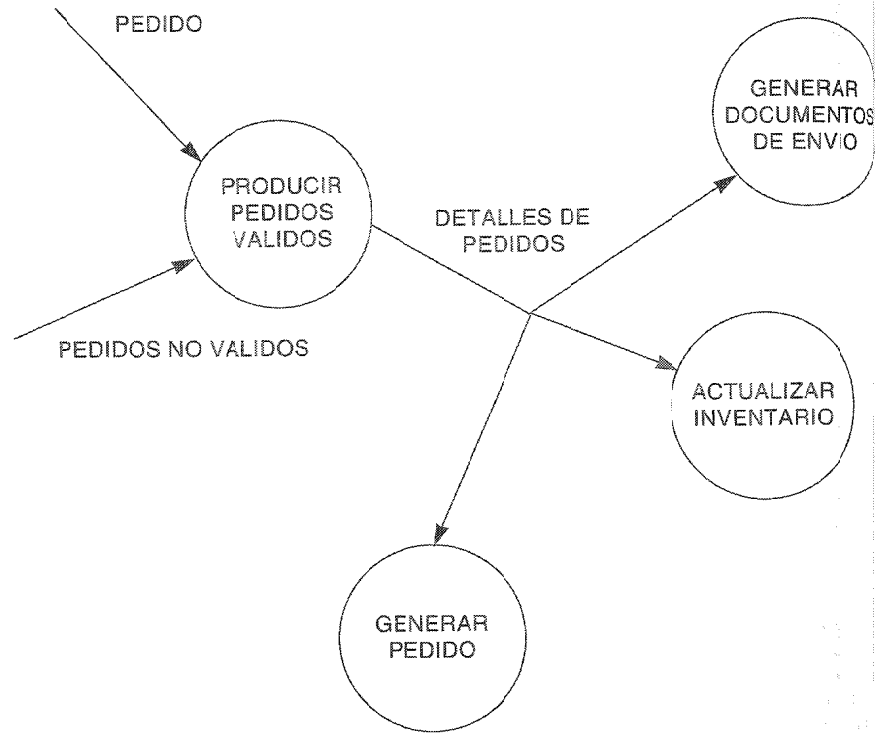 PEDIDO
GENERAR
DOCUMENTOS
DE ENVIO
PRODUCIR
PEDIDOS
VALIDOS
DETALLES DE
PEDIDOS
PEDIDOS NO VALIDOS
ACTUALIZAR
INVENTARIO
GENERAR
PEDIDO